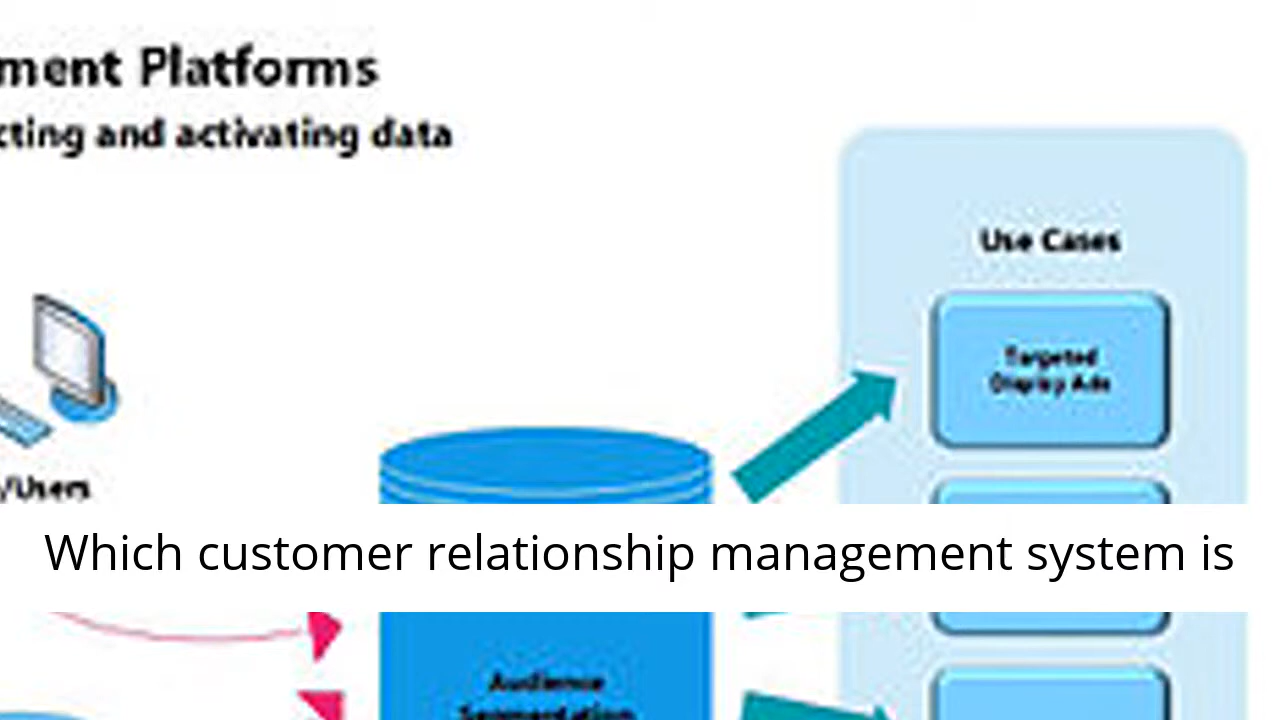 ment Platforms
cting and activating data
Use Cases
Targeted
Display Ads
/Users
Which customer relationship management system is
Audience
Segmentation